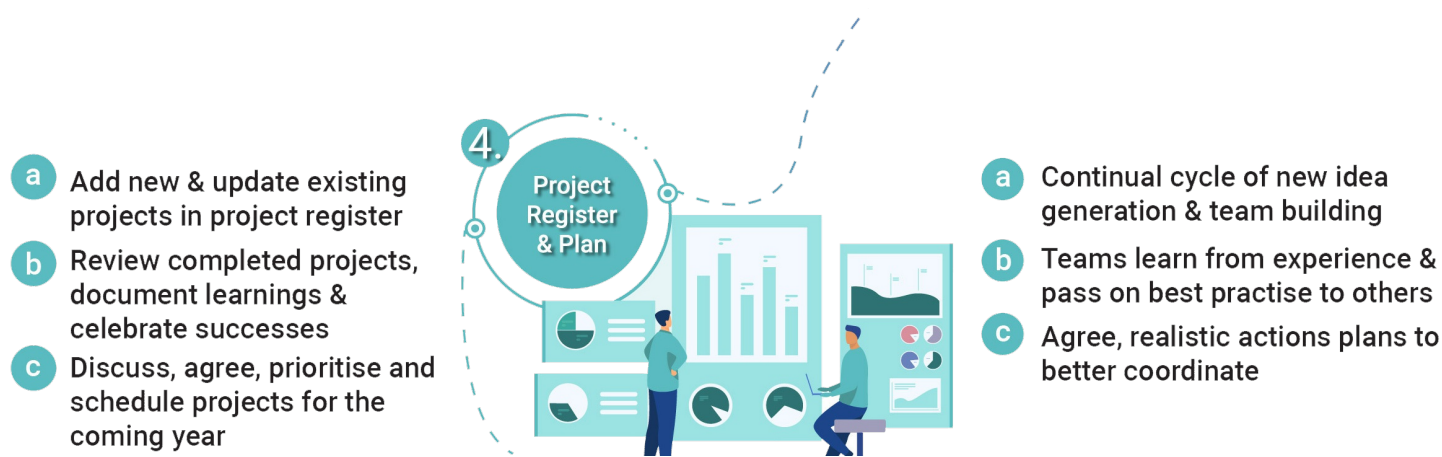 a Add new & update existing
projects in project register
b Review completed projects,
document learnings &
celebrate successes
c Discuss, agree, prioritise and
schedule projects for the
coming year
4.
Project
Register
& Plan
a Continual cycle of new idea
generation & team building
b Teams learn from experience &
pass on best practise to others
c Agree, realistic actions plans to
better coordinate